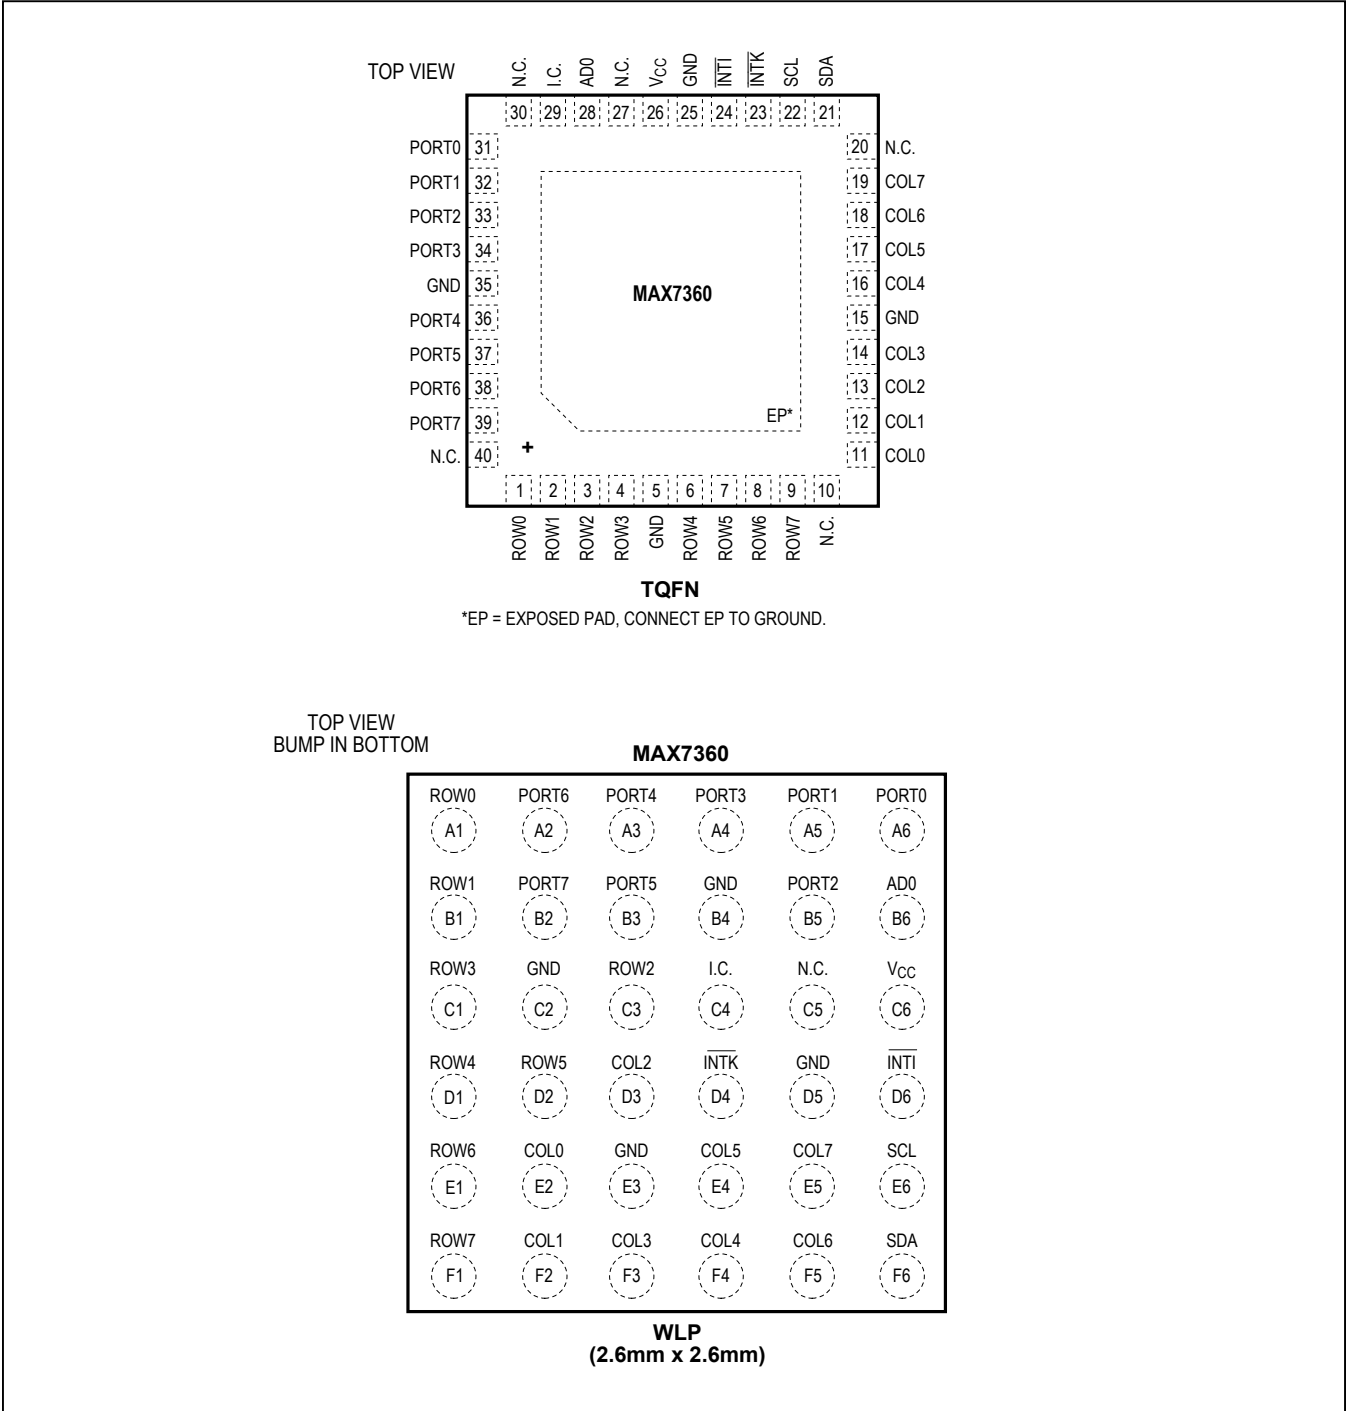 TOP VIEW
N.C. I.C. AD0 N.C. VCC GND INTI INTK SCL SDA
30 29 28 27 26 25 24 23 22 21
PORT0 31 20 N.C.
PORT1 32 19 COL7
PORT2 33 18 COL6
PORT3 34 17 COL5
GND 35 16 COL4
MAX7360
PORT4 36 15 GND
PORT5 37 14 COL3
PORT6 38 13 COL2
EP*
PORT7 39 12 COL1
N.C. 40 + 11 COL0
1 2 3 4 5 6 7 8 9 10
ROW0 ROW1 ROW2 ROW3 GND ROW4 ROW5 ROW6 ROW7 N.C.
TQFN
*EP = EXPOSED PAD, CONNECT EP TO GROUND.
TOP VIEW
BUMP IN BOTTOM
MAX7360
ROW0 PORT6 PORT4 PORT3 PORT1 PORT0
A1 A2 A3 A4 A5 A6
ROW1 PORT7 PORT5 GND PORT2 AD0
B1 B2 B3 B4 B5 B6
ROW3 GND ROW2 I.C. N.C. VCC
C1 C2 C3 C4 C5 C6
ROW4 ROW5 COL2 INTK GND INTI
D1 D2 D3 D4 D5 D6
ROW6 COL0 GND COL5 COL7 SCL
E1 E2 E3 E4 E5 E6
ROW7 COL1 COL3 COL4 COL6 SDA
F1 F2 F3 F4 F5 F6
WLP
(2.6mm x 2.6mm)